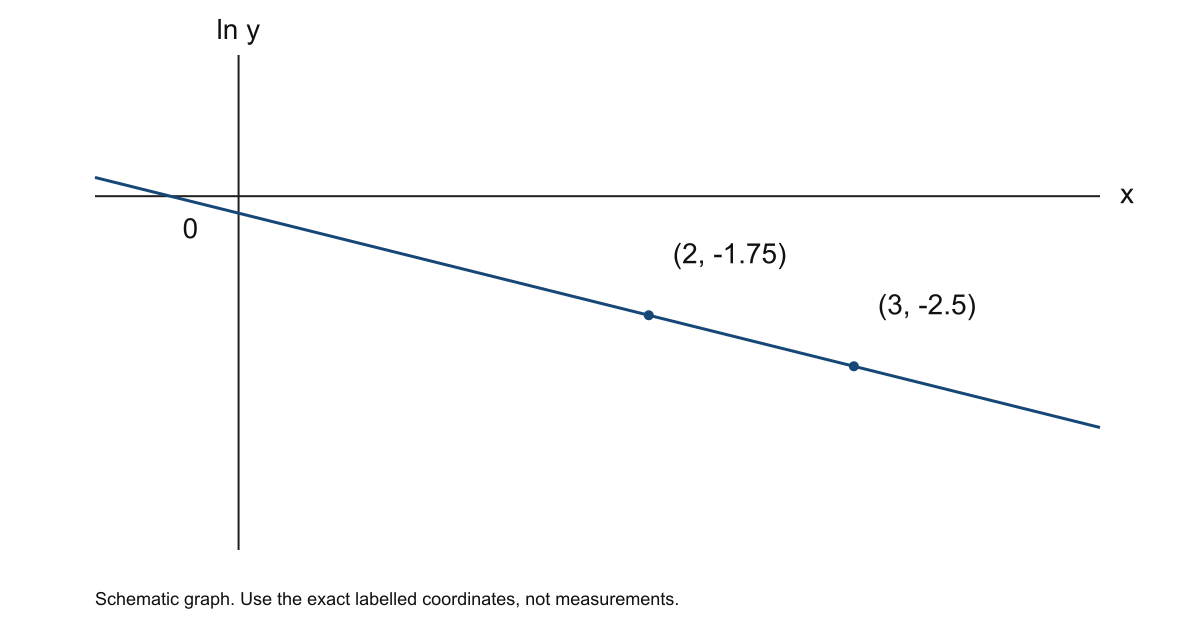 ln y
x
0
(2, -1.75)
(3, -2.5)
Schematic graph. Use the exact labelled coordinates, not measurements.